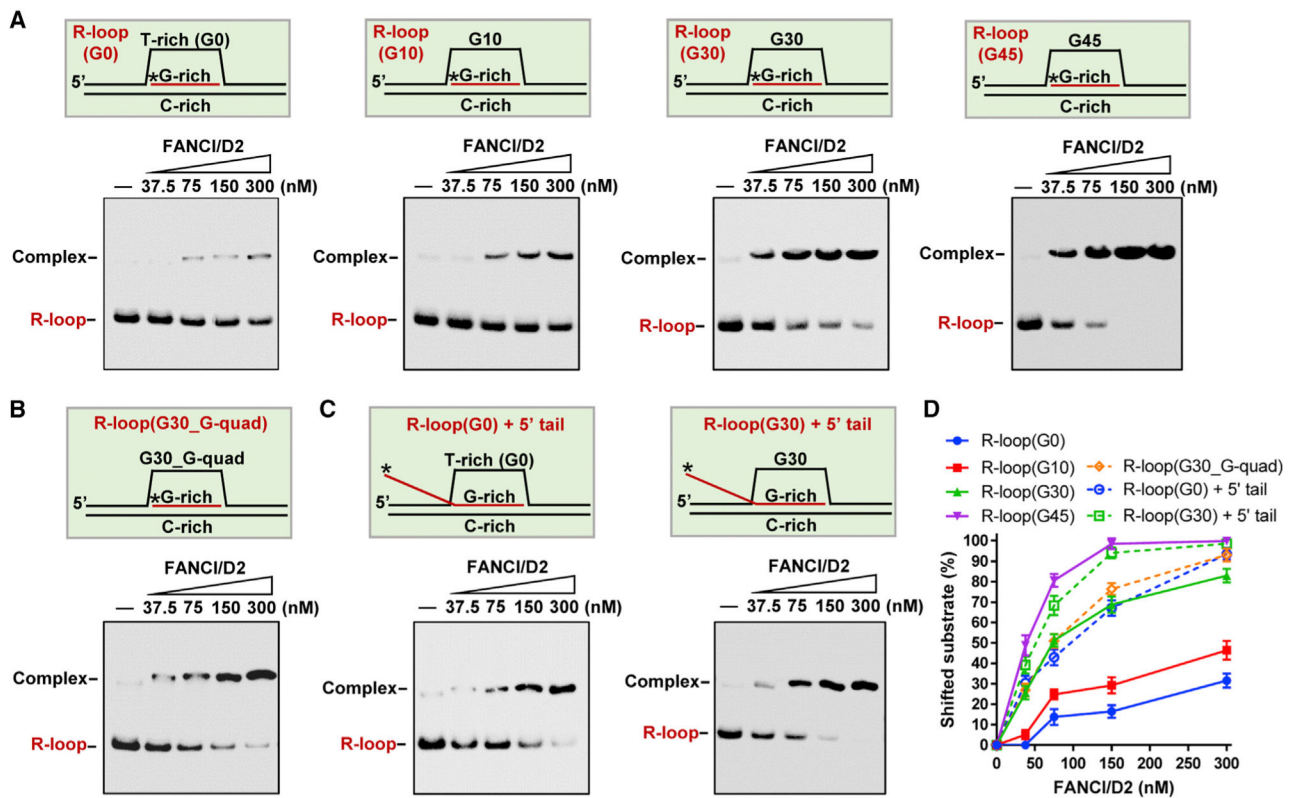 A
R-loop (G0)
T-rich (G0)
*G-rich
5’
C-rich
FANCI/D2
— 37.5 75 150 300 (nM)
Complex
R-loop
R-loop (G10)
G10
*G-rich
5’
C-rich
FANCI/D2
— 37.5 75 150 300 (nM)
Complex
R-loop
R-loop (G30)
G30
*G-rich
5’
C-rich
FANCI/D2
— 37.5 75 150 300 (nM)
Complex
R-loop
R-loop (G45)
G45
*G-rich
5’
C-rich
FANCI/D2
— 37.5 75 150 300 (nM)
Complex
R-loop
B
R-loop(G30_G-quad)
G30_G-quad
*G-rich
5’
C-rich
FANCI/D2
— 37.5 75 150 300 (nM)
Complex
R-loop
C
R-loop(G0) + 5’ tail
*
T-rich (G0)
G-rich
5’
C-rich
FANCI/D2
— 37.5 75 150 300 (nM)
Complex
R-loop
R-loop(G30) + 5’ tail
*
G30
G-rich
5’
C-rich
FANCI/D2
— 37.5 75 150 300 (nM)
Complex
R-loop
D
R-loop(G0)
R-loop(G10)
R-loop(G30)
R-loop(G45)
R-loop(G30_G-quad)
R-loop(G0) + 5' tail
R-loop(G30) + 5' tail
Shifted substrate (%)
100
90
80
70
60
50
40
30
20
10
0
0 50 100 150 200 250 300
FANCI/D2 (nM)